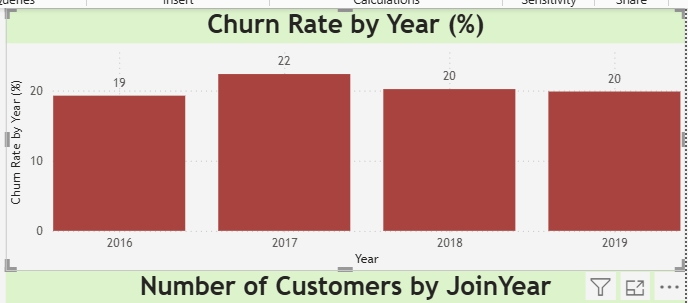 Queries Insert Calculations Sensitivity Share
Churn Rate by Year (%)
Churn Rate by Year (%)
20
10
0
19
22
20
20
2016 2017 2018 2019
Year
Number of Customers by JoinYear